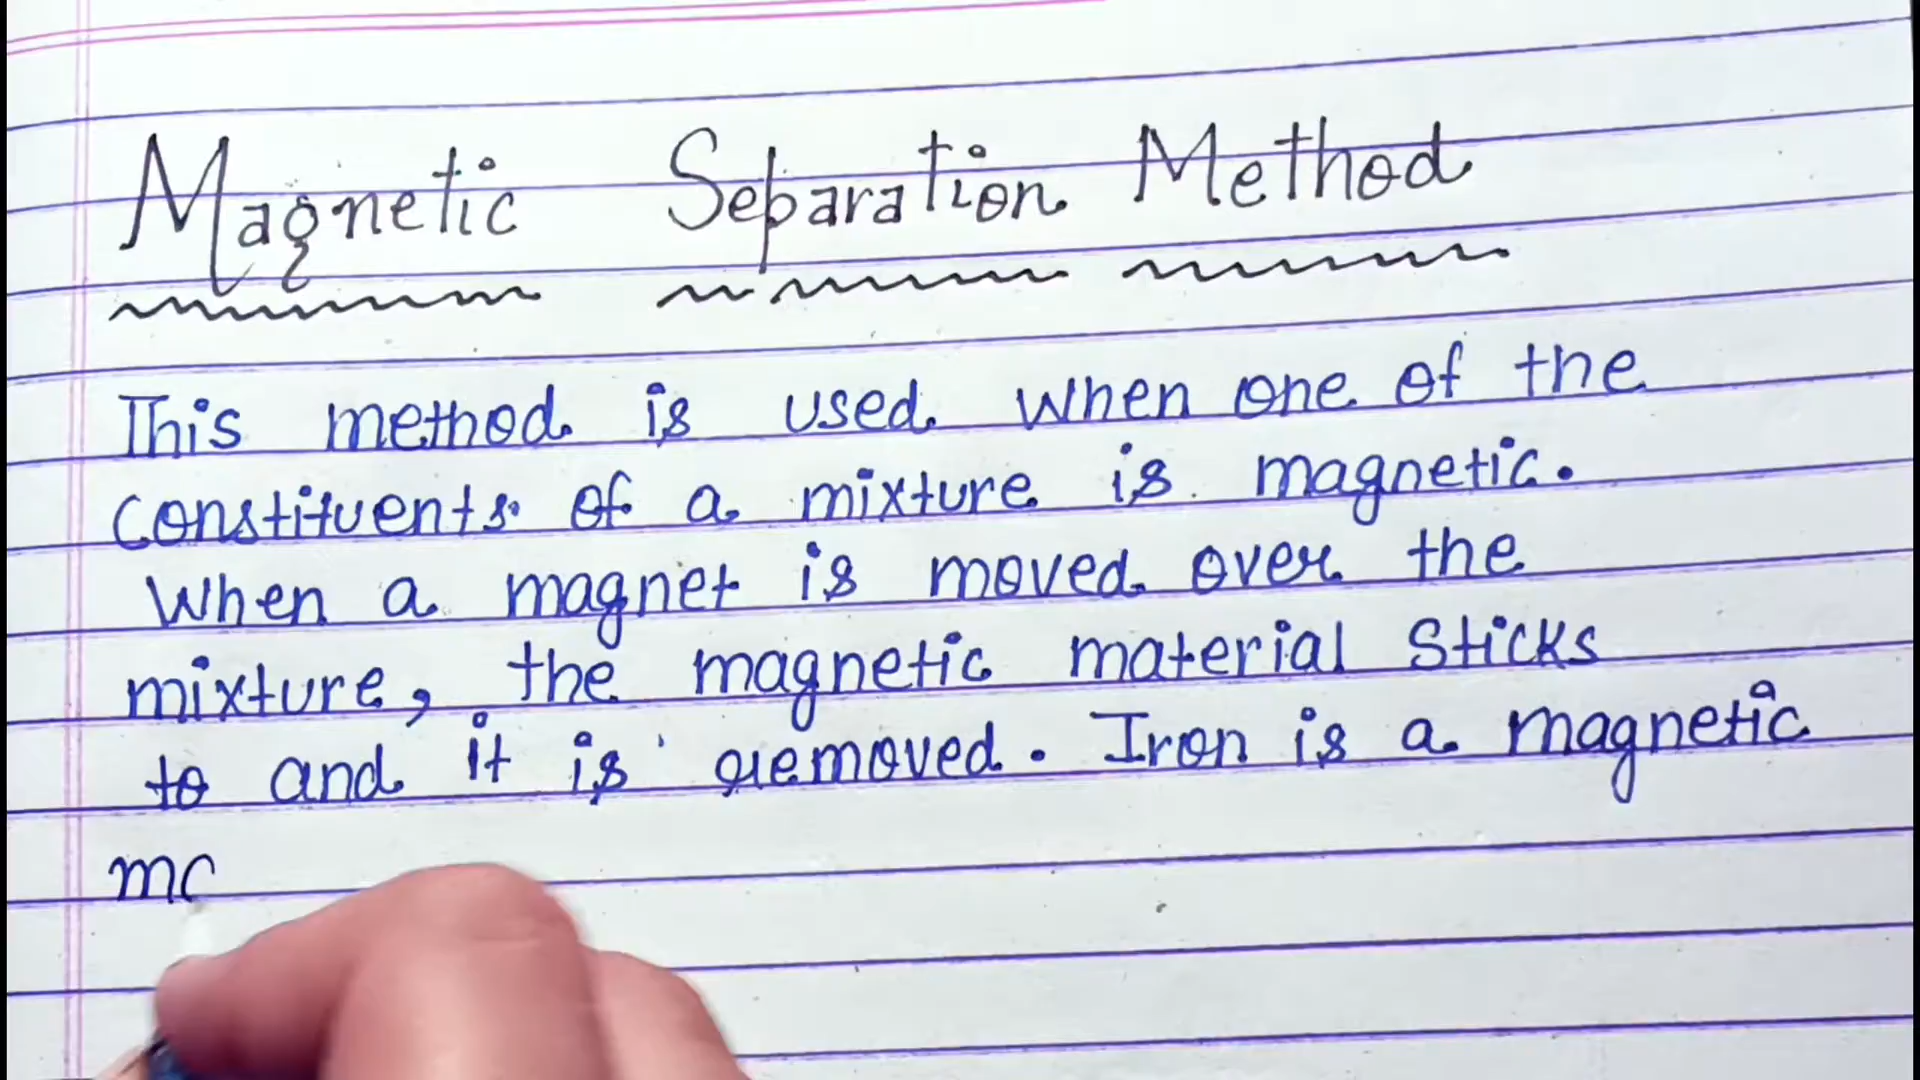 Magnetic Separation Method
This method is used when one of the
constituents of a mixture is magnetic.
When a magnet is moved over the
mixture, the magnetic material sticks
to and it is removed. Iron is a magnetic